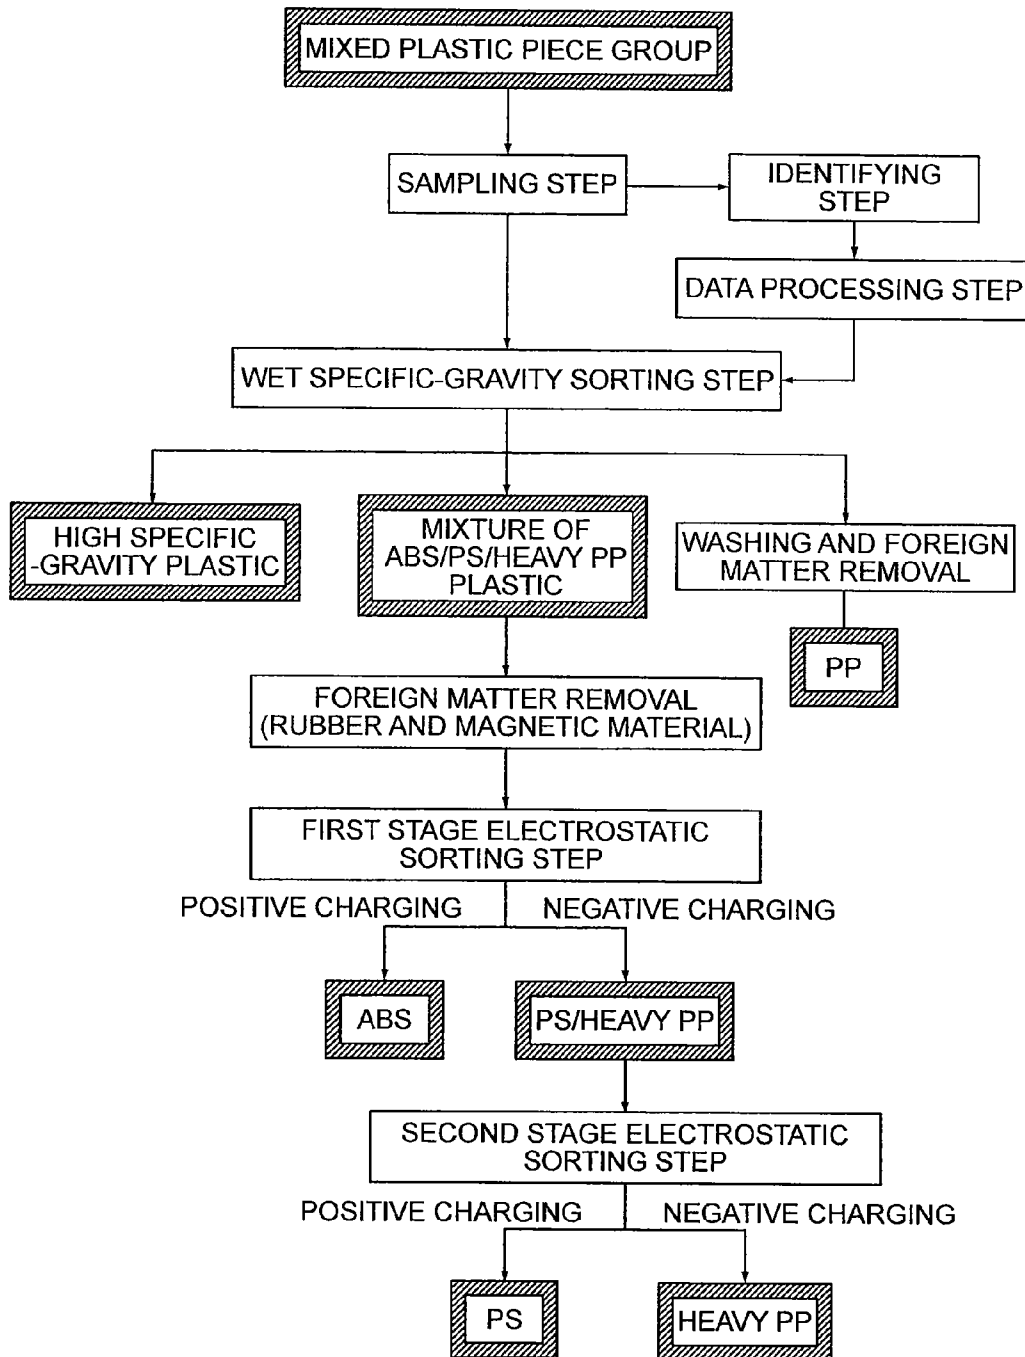 MIXED PLASTIC PIECE GROUP
SAMPLING STEP
IDENTIFYING
STEP
DATA PROCESSING STEP
WET SPECIFIC-GRAVITY SORTING STEP
HIGH SPECIFIC
-GRAVITY PLASTIC
MIXTURE OF
ABS/PS/HEAVY PP
PLASTIC
WASHING AND FOREIGN
MATTER REMOVAL
PP
FOREIGN MATTER REMOVAL
(RUBBER AND MAGNETIC MATERIAL)
FIRST STAGE ELECTROSTATIC
SORTING STEP
POSITIVE CHARGING
NEGATIVE CHARGING
ABS
PS/HEAVY PP
SECOND STAGE ELECTROSTATIC
SORTING STEP
POSITIVE CHARGING
NEGATIVE CHARGING
PS
HEAVY PP